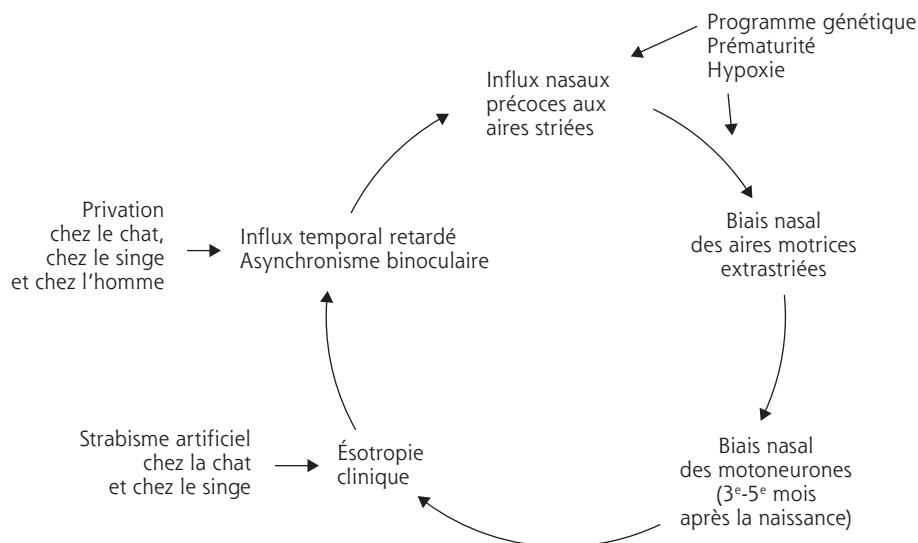 Programme génétique
Prématurité
Hypoxie
Influx nasaux
précoces aux
aires striées
Biais nasal
des aires motrices
extrastriées
Biais nasal
des motoneurones
(3e-5e mois
après la naissance)
Ésotropie
clinique
Strabisme artificiel
chez la chat
et chez le singe
Influx temporal retardé
Asynchronisme binoculaire
Privation
chez le chat,
chez le singe
et chez l'homme